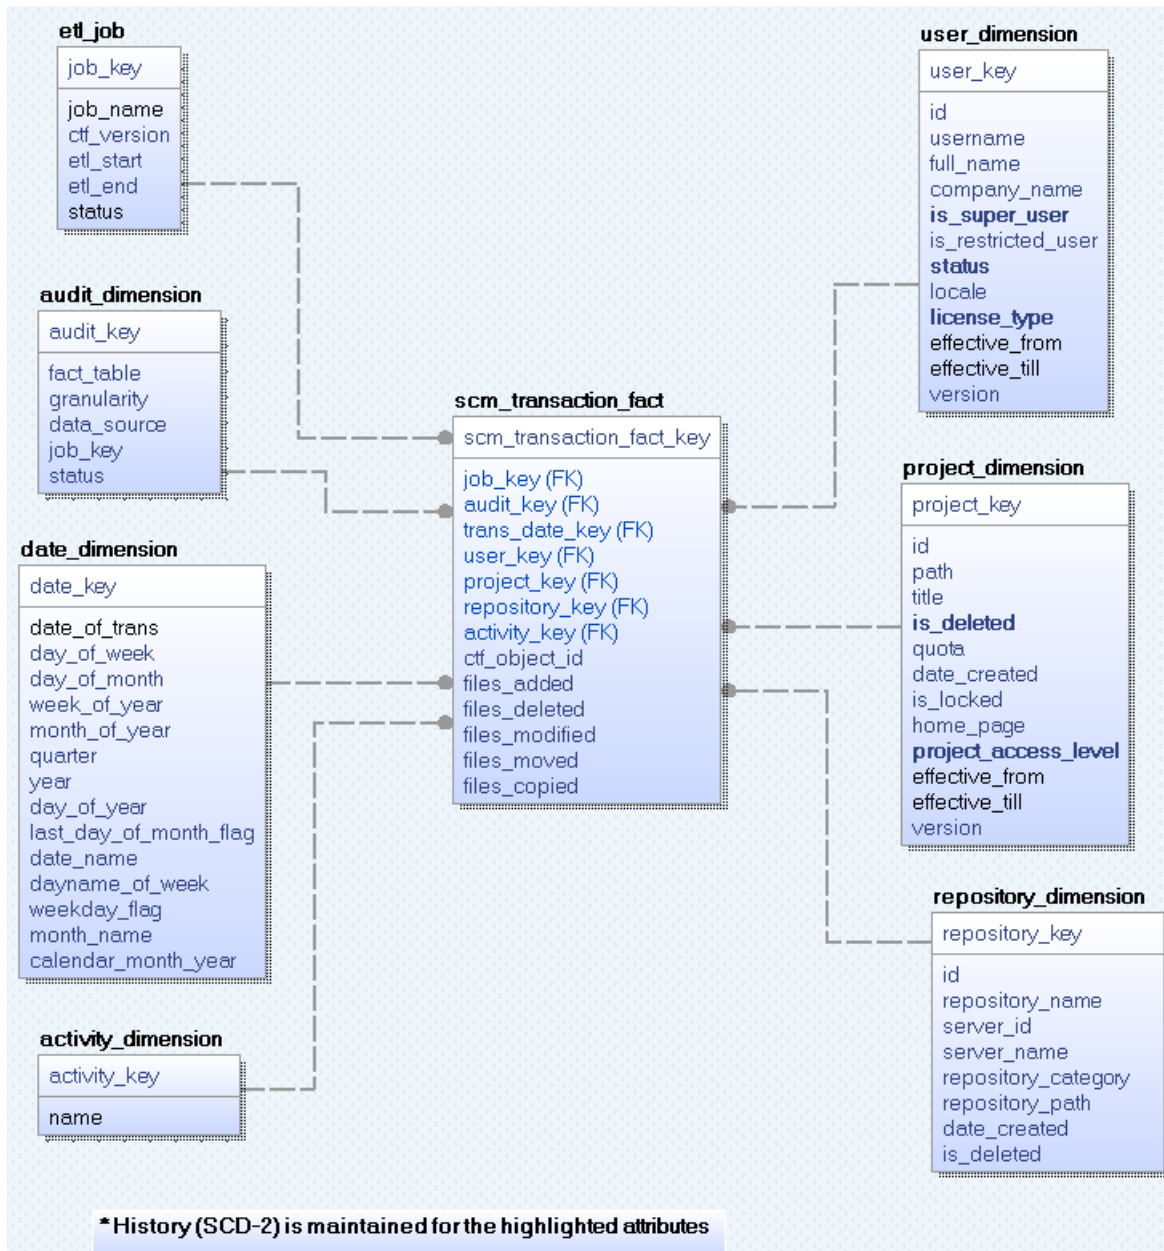 etl_job
job_key
job_name
ctf_version
etl_start
etl_end
status
audit_dimension
audit_key
fact_table
granularity
data_source
job_key
status
date_dimension
date_key
date_of_trans
day_of_week
day_of_month
week_of_year
month_of_year
quarter
year
day_of_year
last_day_of_month_flag
date_name
dayname_of_week
weekday_flag
month_name
calendar_month_year
activity_dimension
activity_key
name
scm_transaction_fact
scm_transaction_fact_key
job_key (FK)
audit_key (FK)
trans_date_key (FK)
user_key (FK)
project_key (FK)
repository_key (FK)
activity_key (FK)
ctf_object_id
files_added
files_deleted
files_modified
files_moved
files_copied
user_dimension
user_key
id
username
full_name
company_name
is_super_user
is_restricted_user
status
locale
license_type
effective_from
effective_till
version
project_dimension
project_key
id
path
title
is_deleted
quota
date_created
is_locked
home_page
project_access_level
effective_from
effective_till
version
repository_dimension
repository_key
id
repository_name
server_id
server_name
repository_category
repository_path
date_created
is_deleted
* History (SCD-2) is maintained for the highlighted attributes